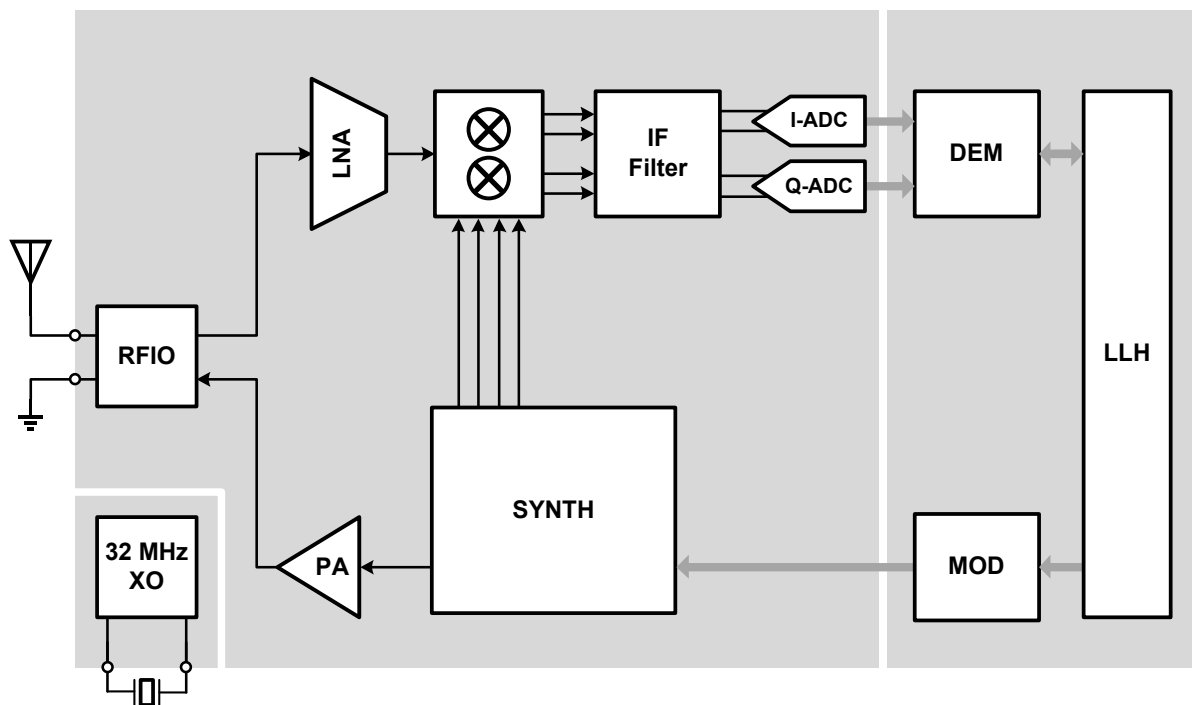 LNA
IF
Filter
I-ADC
Q-ADC
DEM
LLH
RFIO
SYNTH
32 MHz
XO
PA
MOD